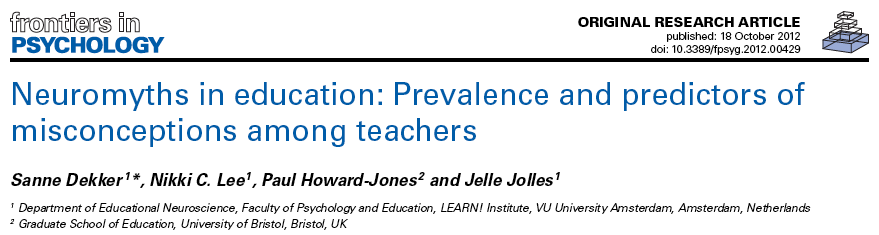 frontiers in
PSYCHOLOGY
ORIGINAL RESEARCH ARTICLE
published: 18 October 2012
doi: 10.3389/fpsyg.2012.00429
Neuromyths in education: Prevalence and predictors of
misconceptions among teachers
Sanne Dekker1*, Nikki C. Lee1, Paul Howard-Jones2 and Jelle Jolles1
1 Department of Educational Neuroscience, Faculty of Psychology and Education, LEARN! Institute, VU University Amsterdam, Amsterdam, Netherlands
2 Graduate School of Education, University of Bristol, Bristol, UK